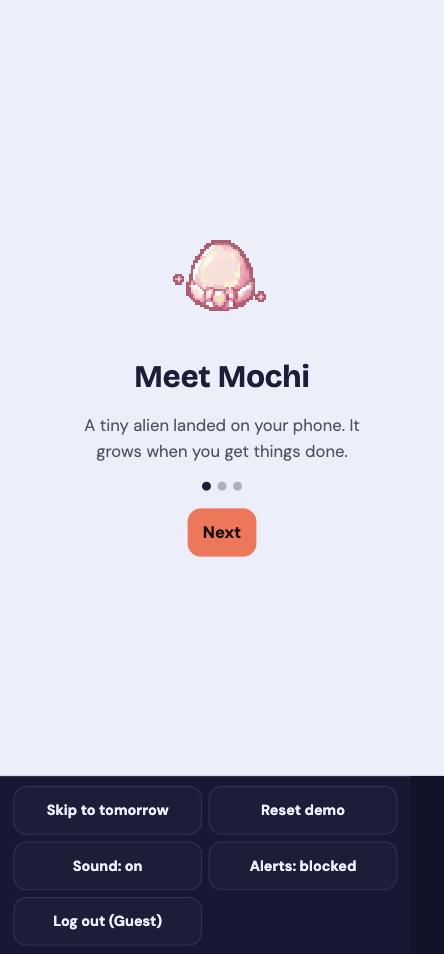 Meet Mochi
A tiny alien landed on your phone. It
grows when you get things done.
Next
Skip to tomorrow
Reset demo
Sound: on
Alerts: blocked
Log out (Guest)